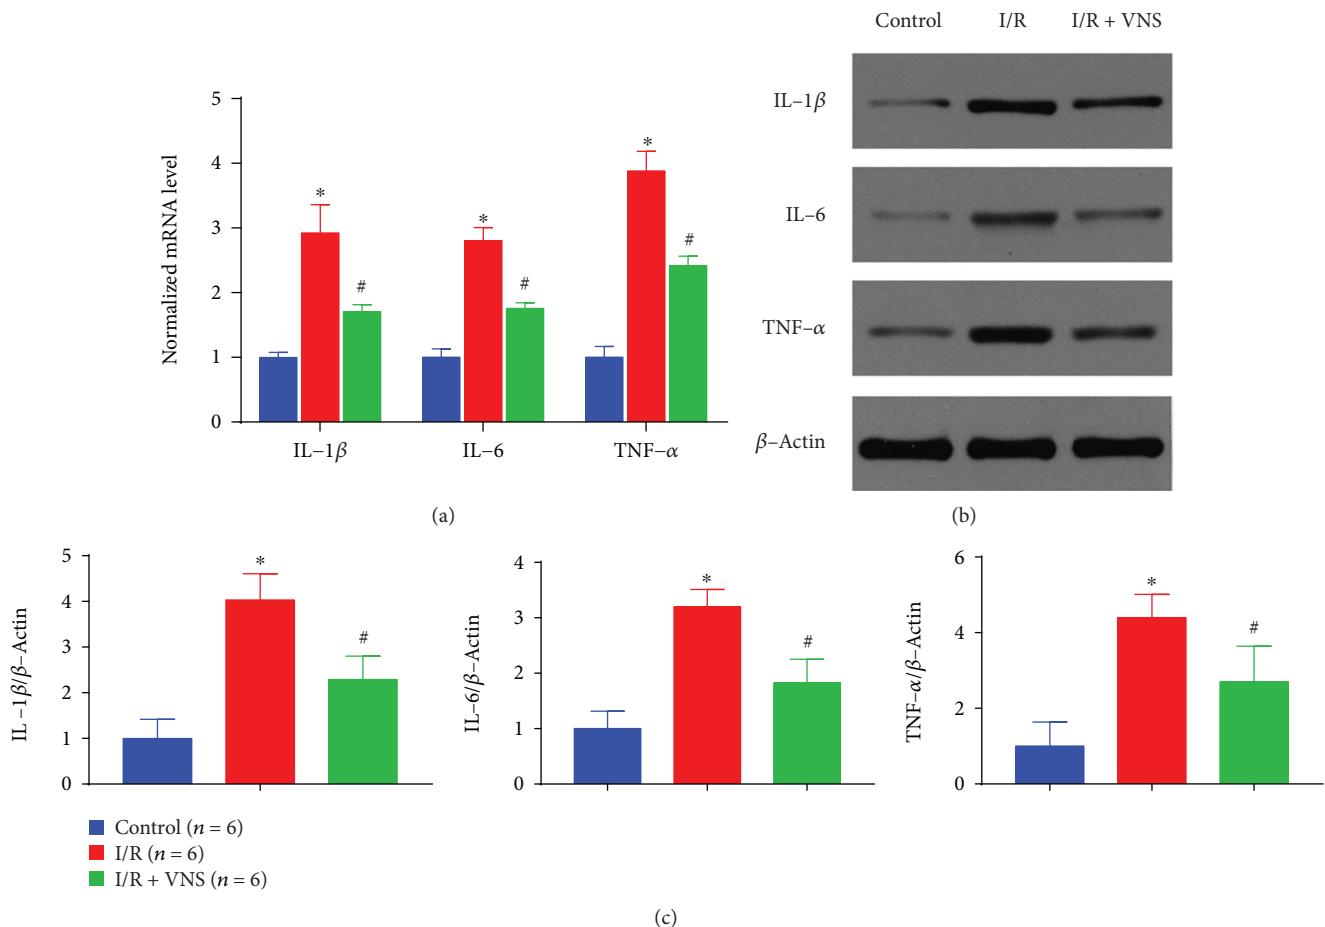 Control I/R I/R + VNS
IL–1β
IL–6
TNF–α
β–Actin
(b)
Normalized mRNA level
5
4
3
2
1
0
* # * # * #
IL–1β IL–6 TNF–α
(a)
IL –1β/β–Actin
5
4
3
2
1
0
* #
IL–6/β–Actin
4
3
2
1
0
* #
TNF–α/β–Actin
6
4
2
0
* #
Control (n = 6)
I/R (n = 6)
I/R + VNS (n = 6)
(c)